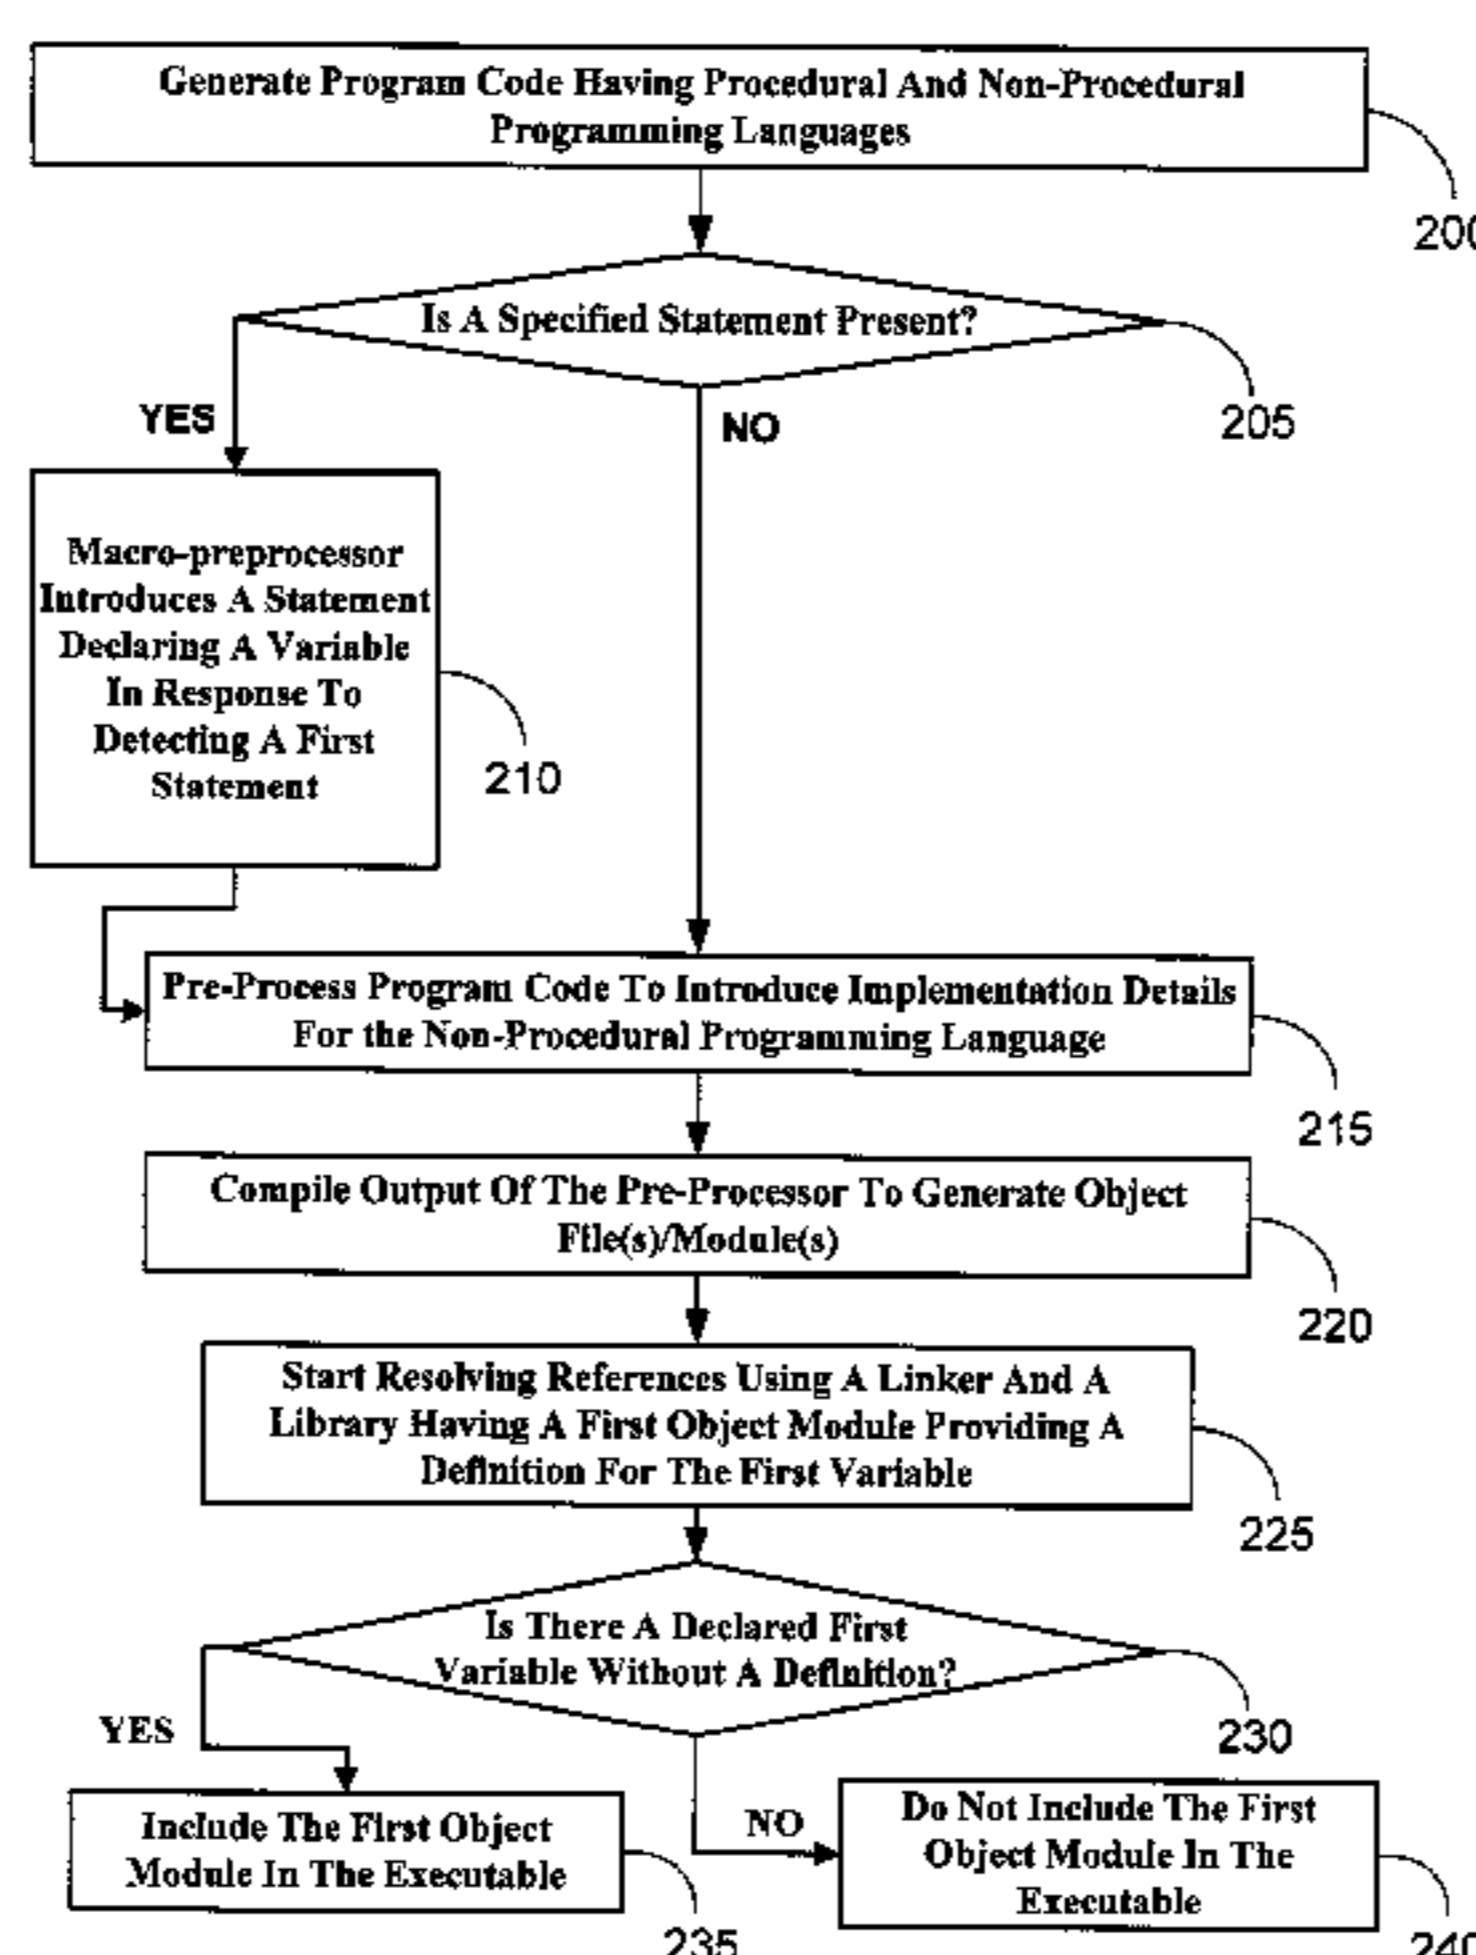 Generate Program Code Having Procedural And Non-Procedural
Programming Languages
200
Is A Specified Statement Present?
205
YES
NO
Macro-preprocessor
Introduces A Statement
Declaring A Variable
In Response To
Detecting A First
Statement
210
Pre-Process Program Code To Introduce Implementation Details
For the Non-Procedural Programming Language
215
Compile Output Of The Pre-Processor To Generate Object
File(s)/Module(s)
220
Start Resolving References Using A Linker And A
Library Having A First Object Module Providing A
Definition For The First Variable
225
Is There A Declared First
Variable Without A Definition?
230
YES
NO
Include The First Object
Module In The Executable
235
Do Not Include The First
Object Module In The
Executable
240